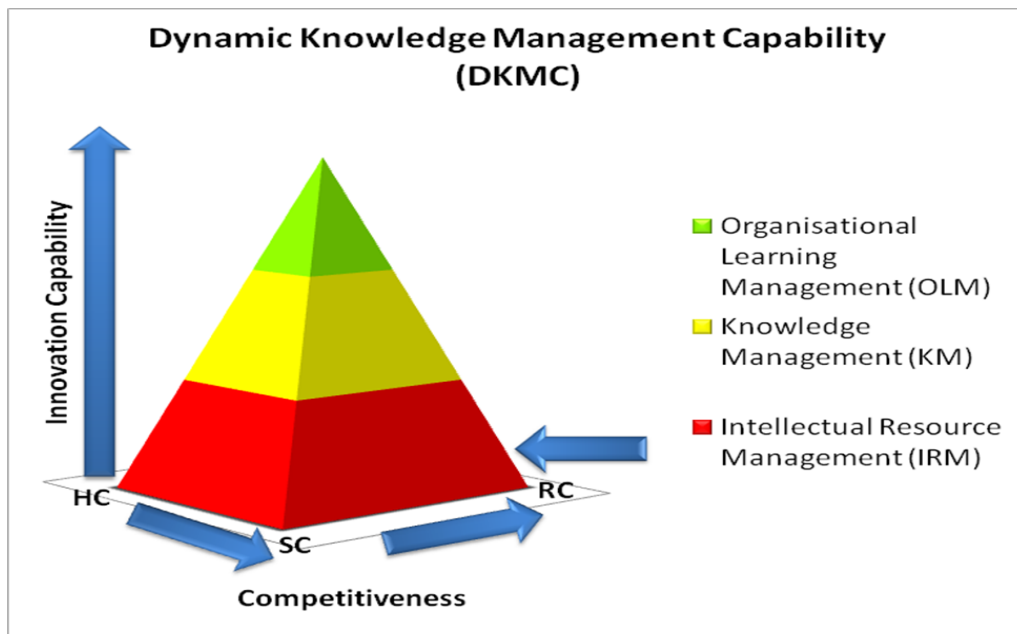 Dynamic Knowledge Management Capability
(DKMC)
Innovation Capability
Organisational
Learning
Management (OLM)
Knowledge
Management (KM)
Intellectual Resource
Management (IRM)
HC
RC
SC
Competitiveness